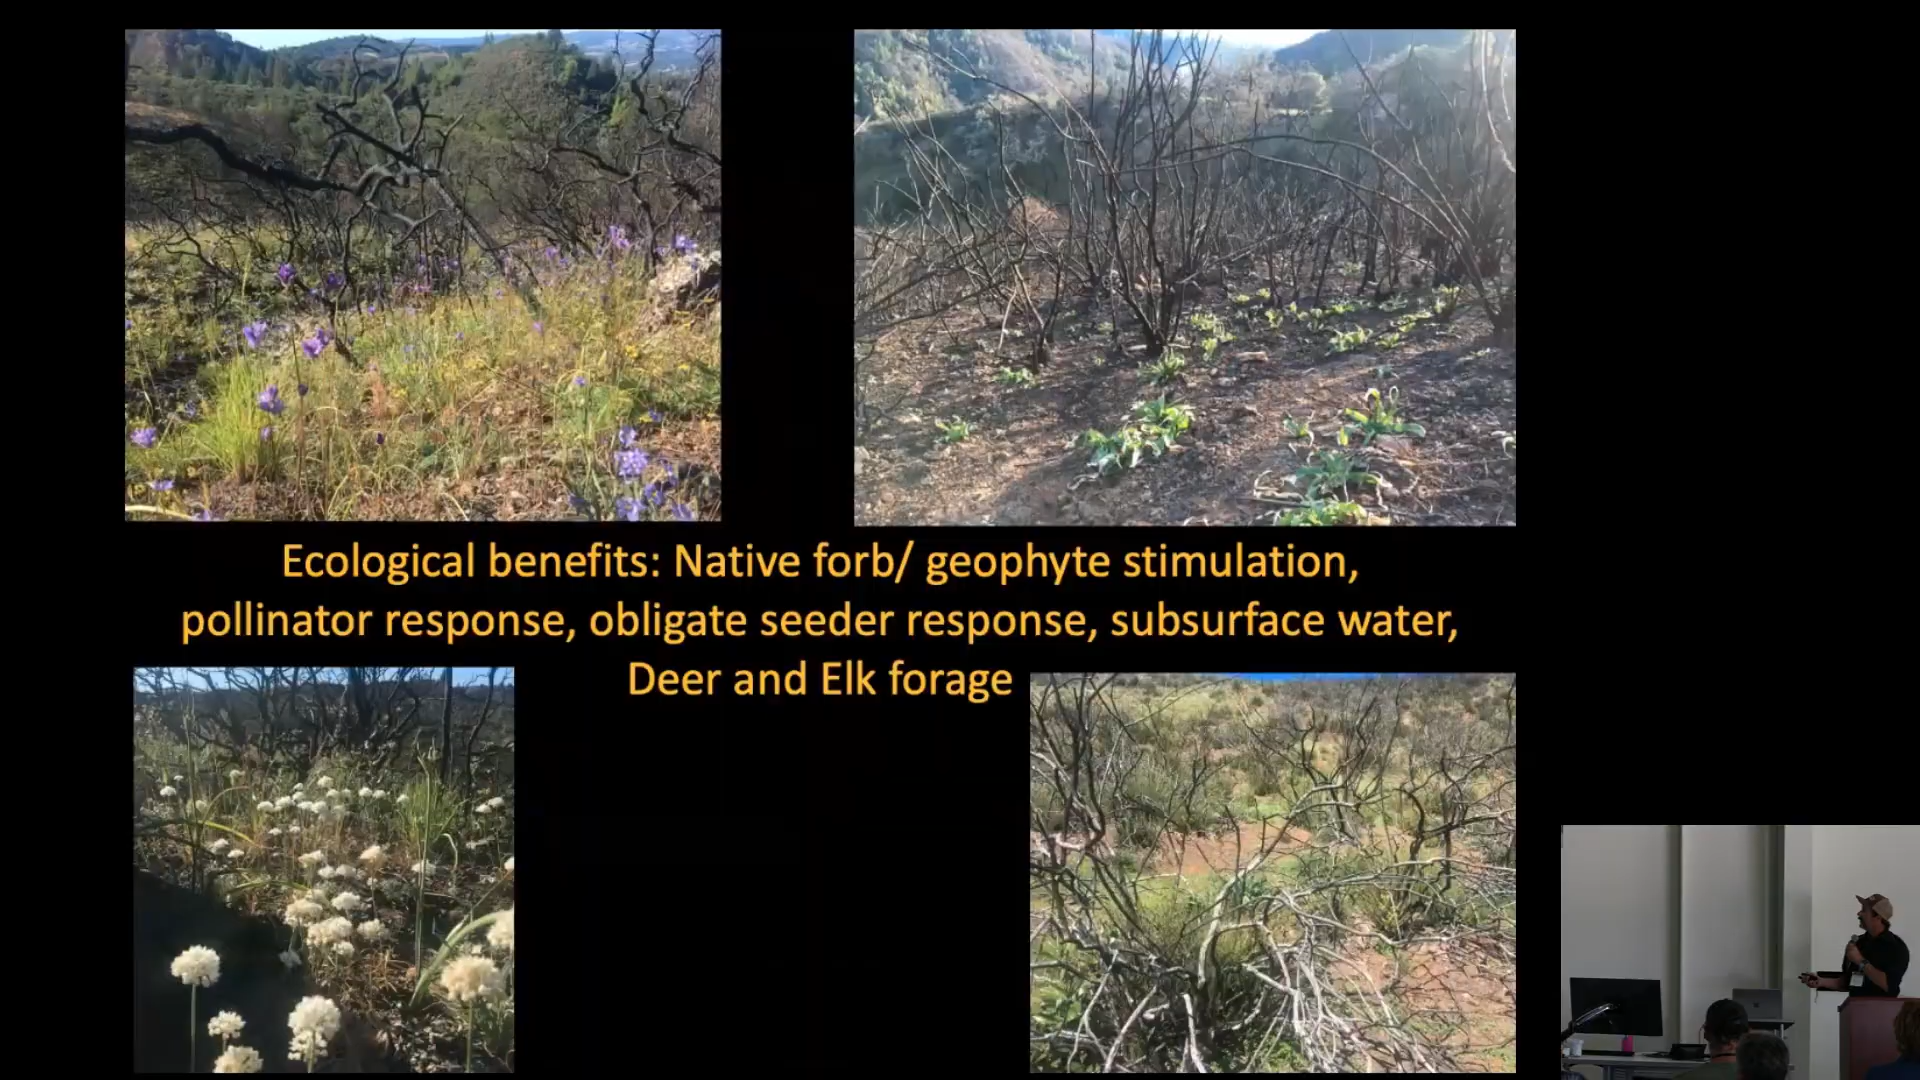 Ecological benefits: Native forb/ geophyte stimulation,
pollinator response, obligate seeder response, subsurface water,
Deer and Elk forage